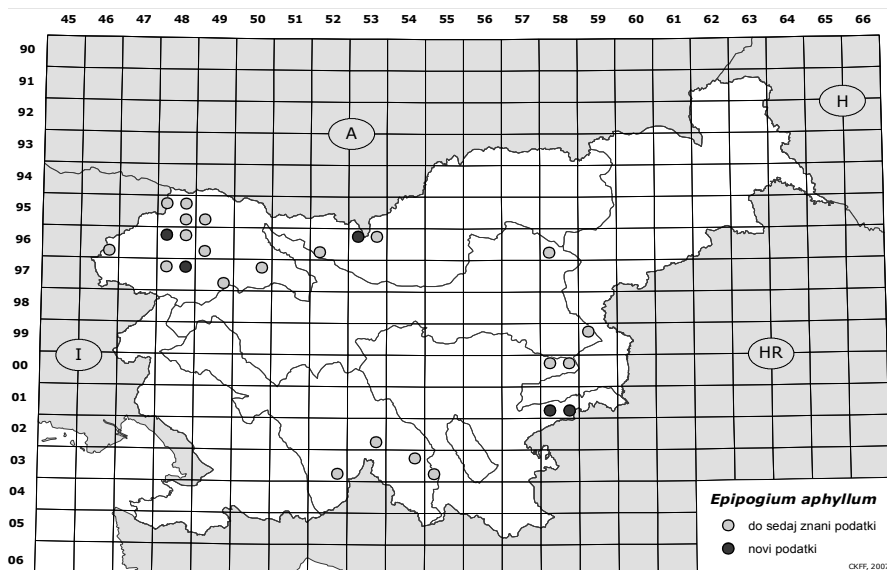 45 46 47 48 49 50 51 52 53 54 55 56 57 58 59 60 61 62 63 64 65 66
90
91
92
93
94
95
96
97
98
99
00
01
02
03
04
05
06
A
H
I
HR
Epipogium aphyllum
do sedaj znani podatki
novi podatki
CKFF, 2007